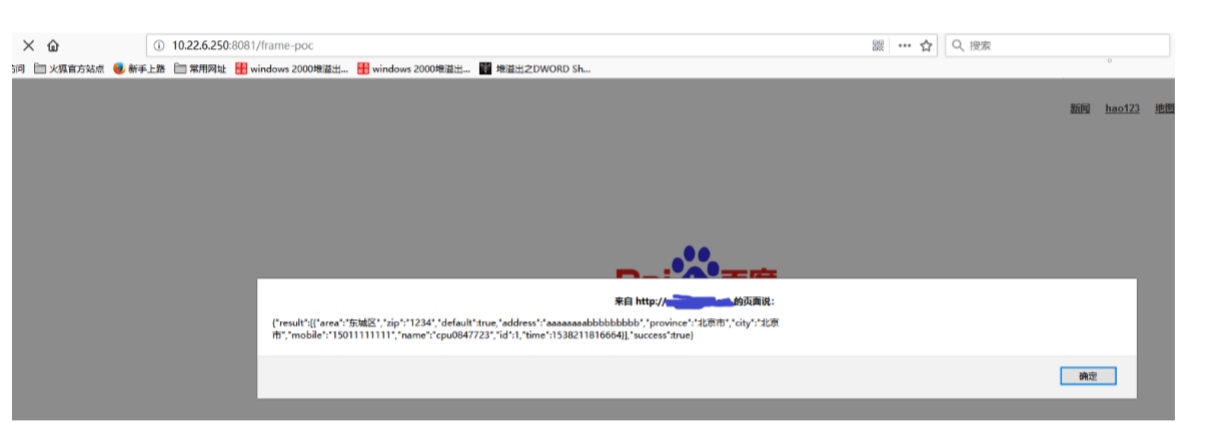 10.22.6.250:8081/frame-poc
搜索
火狐官方站点 新手上路 常用网址 windows 2000堆溢出... windows 2000堆溢出... 堆溢出之DWORD Sh...
新闻 hao123 地图
来自 http:// 的页面说：
{"result":[{"area":"东城区","zip":"1234","default":true,"address":"aaaaaaaabbbbbbbbb","province":"北京市","city":"北京
市","mobile":"15011111111","name":"cpu0847723","id":1,"time":1538211816664}],"success":true}
确定